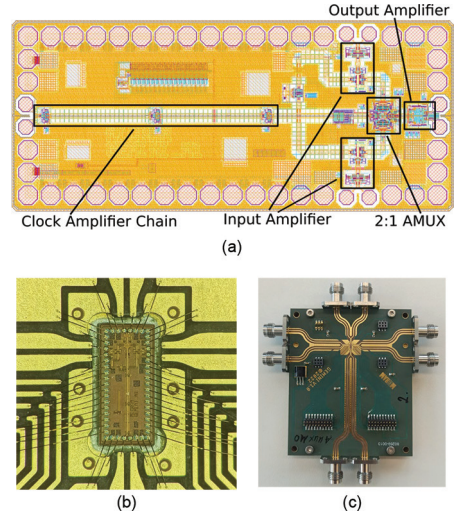 Output Amplifier
Clock Amplifier Chain
Input Amplifier
2:1 AMUX
(a)
(b)
(c)